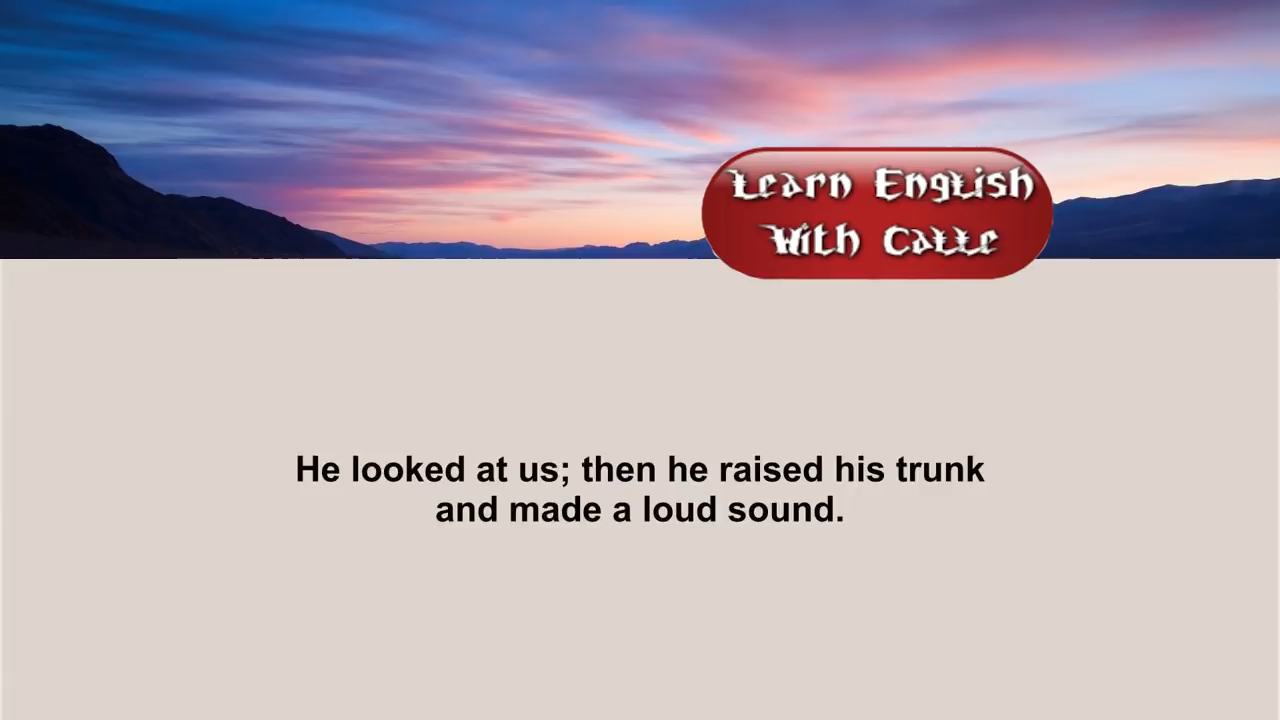 Learn English
With Catte
He looked at us; then he raised his trunk
and made a loud sound.